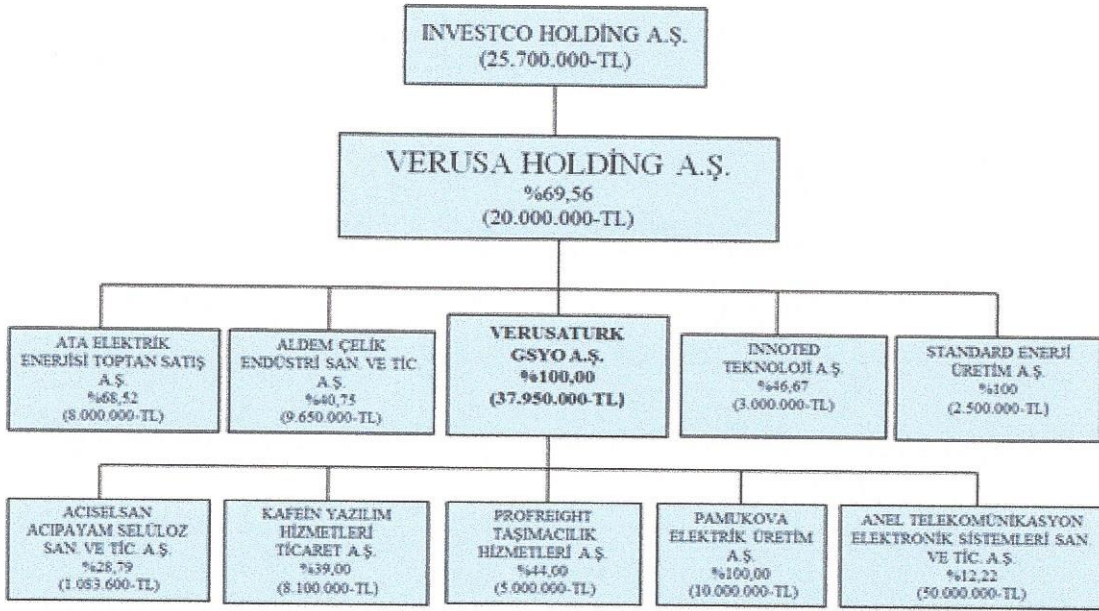 INVESTCO HOLDİNG A.Ş.
(25.700.000-TL)
VERUSA HOLDİNG A.Ş.
%69,56
(20.000.000-TL)
ATA ELEKTRİK
ENERJİSİ TOPTAN SATIŞ
A.Ş.
%68,52
(8.000.000-TL)
ALDEM ÇELİK
ENDÜSTRİ SAN. VE TİC
A.Ş.
%40,75
(9.650.000-TL)
VERUSATURK
GSYO A.Ş.
%100,00
(37.950.000-TL)
INNOTED
TEKNOLOJİ A.Ş.
%46,67
(3.000.000-TL)
STANDARD ENERJİ
ÜRETİM A.Ş.
%100
(2.500.000-TL)
ACISELSAN
ACIPAYAM SELÜLOZ
SAN. VE TİC. A.Ş.
%28,79
(1.083.600-TL)
KAFEİN YAZILIM
HİZMETLERİ
TİCARET A.Ş.
%39,00
(8.100.000-TL)
PROFREIGHT
TAŞIMACILIK
HİZMETLERİ A.Ş.
%44,00
(5.000.000-TL)
PAMUKOVA
ELEKTRİK ÜRETİM
A.Ş.
%100,00
(10.000.000-TL)
ANEL TELEKOMÜNİKASYON
ELEKTRONİK SİSTEMLERİ SAN.
VE TİC. A.Ş.
%12,22
(50.000.000-TL)